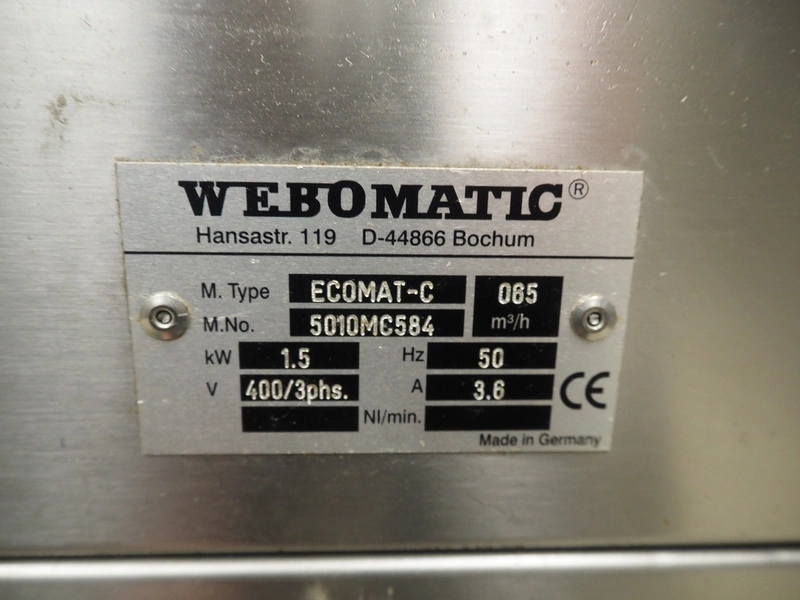 WEBOMATIC®
Hansastr. 119 D-44866 Bochum
M. Type ECOMAT-C 065
M.No. 5010MC584 m³/h
kW 1.5 Hz 50
V 400/3phs. A 3.6
Nl/min.
CE
Made in Germany